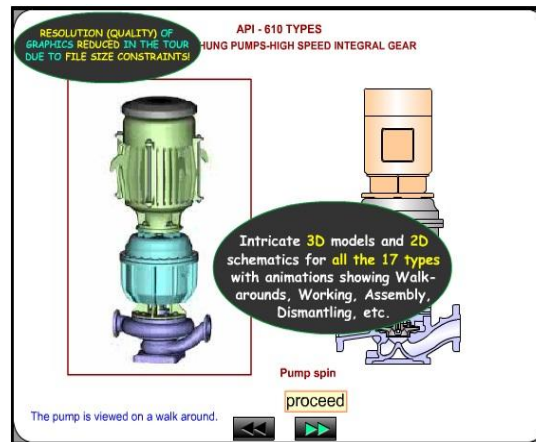 API - 610 TYPES
RESOLUTION (QUALITY) OF
GRAPHICS REDUCED IN THE TOUR
DUE TO FILE SIZE CONSTRAINTS!
HUNG PUMPS-HIGH SPEED INTEGRAL GEAR
Intricate 3D models and 2D
schematics for all the 17 types
with animations showing Walk-
arounds, Working, Assembly,
Dismantling, etc.
Pump spin
proceed
The pump is viewed on a walk around.